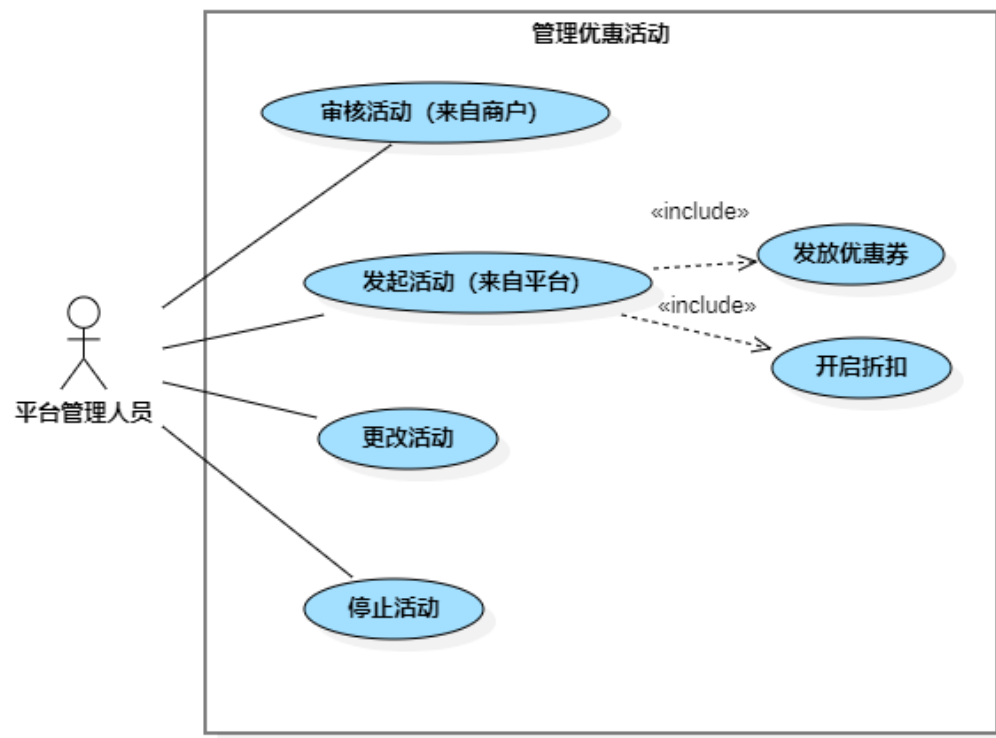 管理优惠活动
审核活动（来自商户）
«include»
发放优惠券
发起活动（来自平台）
«include»
开启折扣
平台管理人员
更改活动
停止活动